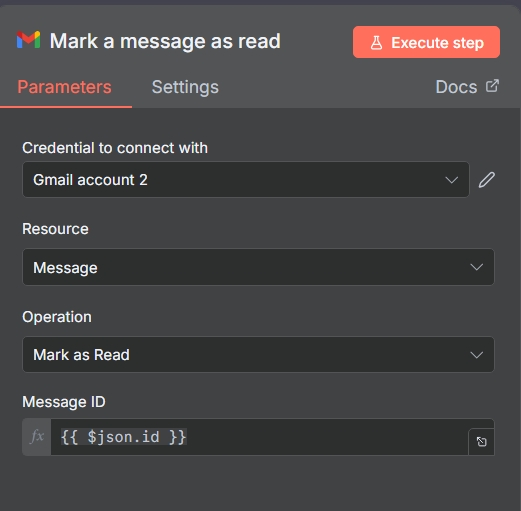 Mark a message as read
Execute step
Parameters
Settings
Docs
Credential to connect with
Gmail account 2
Resource
Message
Operation
Mark as Read
Message ID
fx
{{ $json.id }}